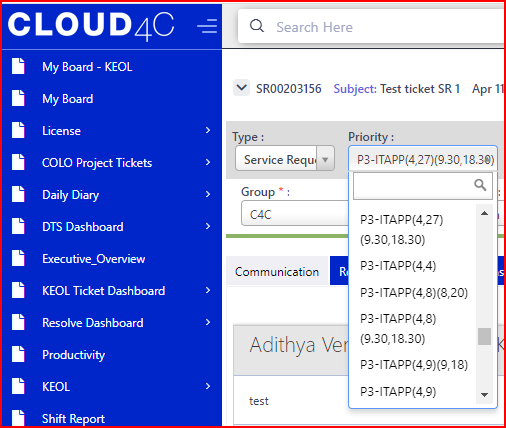 CLOUD4C
Search Here
My Board - KEOL
My Board
License
COLO Project Tickets
Daily Diary
DTS Dashboard
Executive_Overview
KEOL Ticket Dashboard
Resolve Dashboard
Productivity
KEOL
Shift Report
SR00203156 Subject: Test ticket SR 1 Apr 11
Type : Priority :
Service Reque P3-ITAPP(4,27)(9.30,18.30)
Group * :
C4C
P3-ITAPP(4,27)
(9.30,18.30)
P3-ITAPP(4,4)
P3-ITAPP(4,8)(8,20)
P3-ITAPP(4,8)
(9.30,18.30)
P3-ITAPP(4,9)(9,18)
P3-ITAPP(4,9)
Communication
Adithya Ver
test